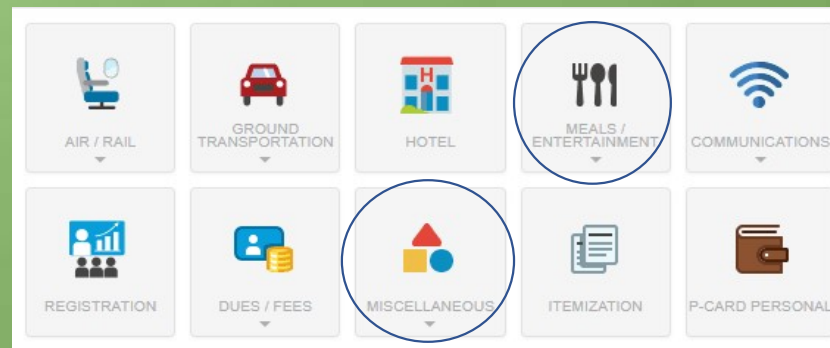 AIR / RAIL
GROUND
TRANSPORTATION
H
HOTEL
MEALS /
ENTERTAINMENT
COMMUNICATIONS
REGISTRATION
DUES / FEES
MISCELLANEOUS
ITEMIZATION
P-CARD PERSONAL